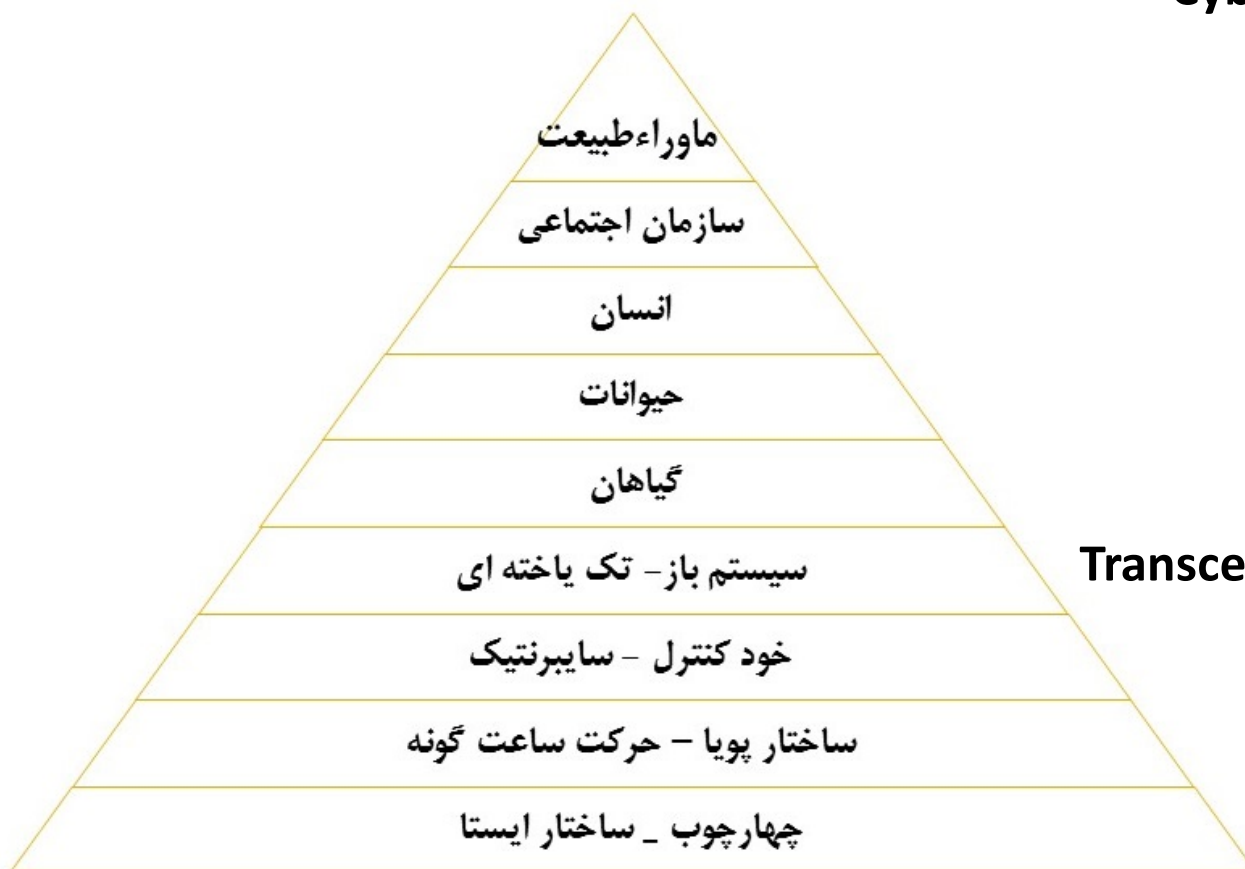 Cyb
ماوراءطبیعت
سازمان اجتماعی
انسان
حیوانات
گیاهان
سیستم باز- تک یاخته ای
Transce
خود کنترل - سایبرنتیک
ساختار پویا – حرکت ساعت گونه
چهارچوب _ ساختار ایستا